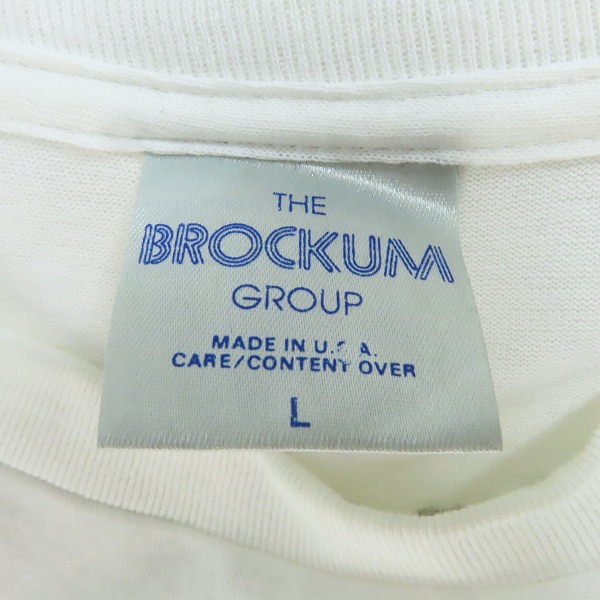 THE
BROCKUM
GROUP
MADE IN U.S.A.
CARE/CONTENT OVER
L